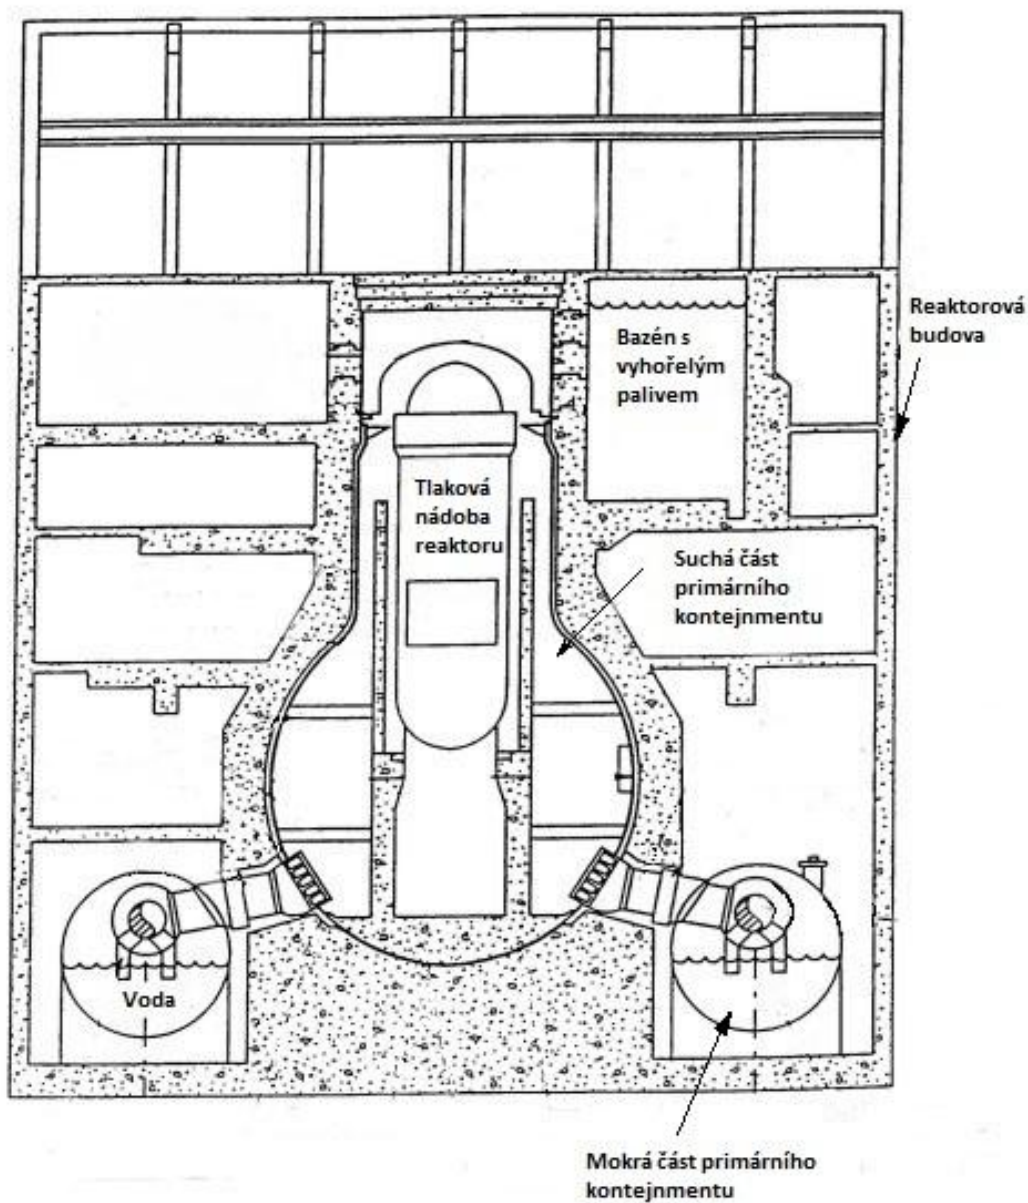 Reaktorová
budova
Bazén s
vyhořelým
palivem
Tlaková
nádoba
reaktoru
Suchá část
primárního
kontejnmentu
Voda
Mokrá část primárního
kontejnmentu